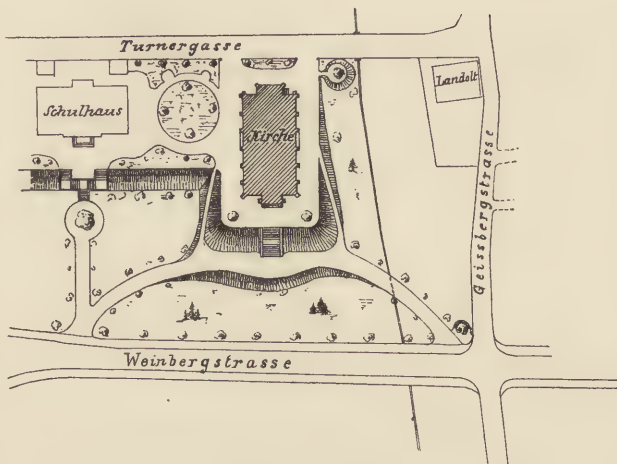 Turnergasse
Schulhaus
Kirche
Landolt
Geissbergstrasse
Weinbergstrasse